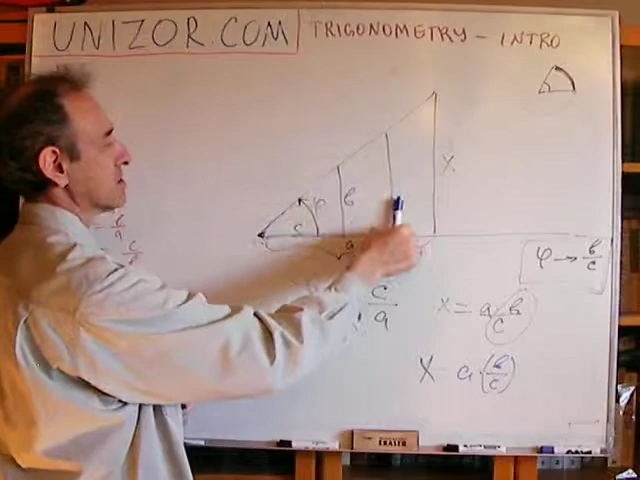 UNIZOR.COM
TRIGONOMETRY - INTRO
X
φ
b
c
a
b
a
c
c
a
φ → b/c
X = a b/c
X = a · (b/c)
ERASER